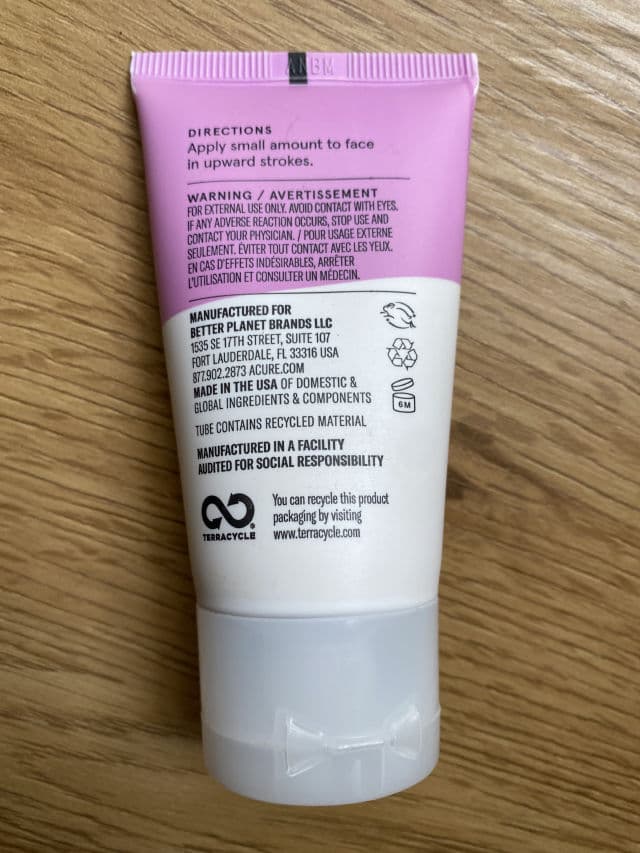 DIRECTIONS
Apply small amount to face
in upward strokes.
WARNING / AVERTISSEMENT
FOR EXTERNAL USE ONLY. AVOID CONTACT WITH EYES.
IF ANY ADVERSE REACTION OCCURS, STOP USE AND
CONTACT YOUR PHYSICIAN. / POUR USAGE EXTERNE
SEULEMENT. ÉVITER TOUT CONTACT AVEC LES YEUX.
EN CAS D'EFFETS INDÉSIRABLES, ARRÊTER
L'UTILISATION ET CONSULTER UN MÉDECIN.
MANUFACTURED FOR
BETTER PLANET BRANDS LLC
1535 SE 17TH STREET, SUITE 107
FORT LAUDERDALE, FL 33316 USA
877.902.2873 ACURE.COM
MADE IN THE USA OF DOMESTIC &
GLOBAL INGREDIENTS & COMPONENTS
6M
TUBE CONTAINS RECYCLED MATERIAL
MANUFACTURED IN A FACILITY
AUDITED FOR SOCIAL RESPONSIBILITY
TERRACYCLE®
You can recycle this product
packaging by visiting
www.terracycle.com